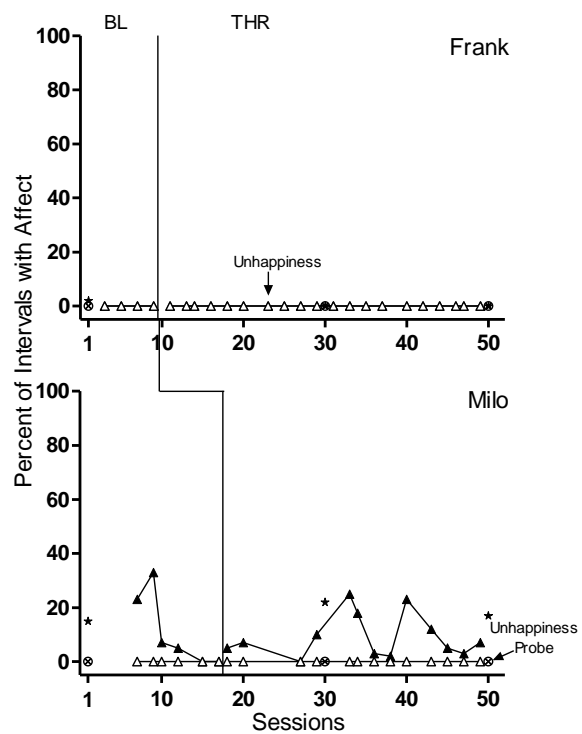 BL THR
Frank
100
80
60
40
20
0
Unhappiness
1 10 20 30 40 50
Percent of Intervals with Affect
Milo
100
80
60
40
20
0
Unhappiness
Probe
1 10 20 30 40 50
Sessions